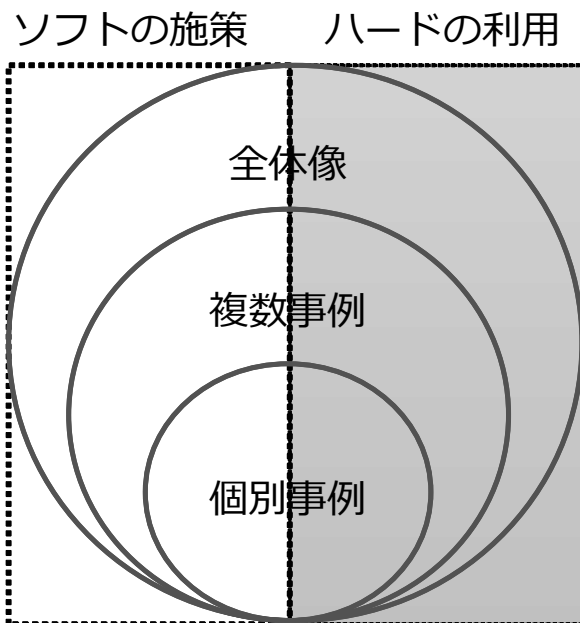 ソフトの施策
ハードの利用
全体像
複数事例
個別事例